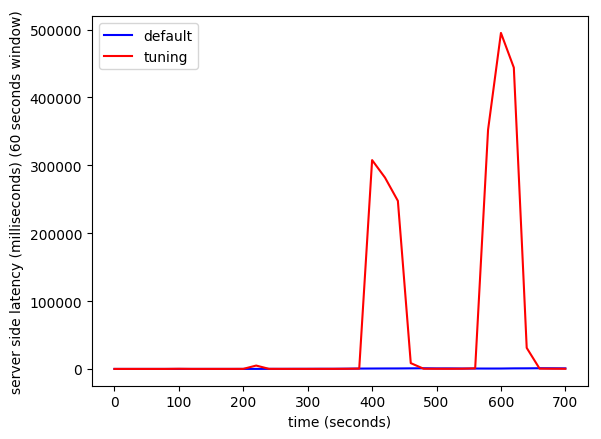 default
tuning
500000
400000
300000
200000
100000
0
server side latency (milliseconds) (60 seconds window)
0 100 200 300 400 500 600 700
time (seconds)